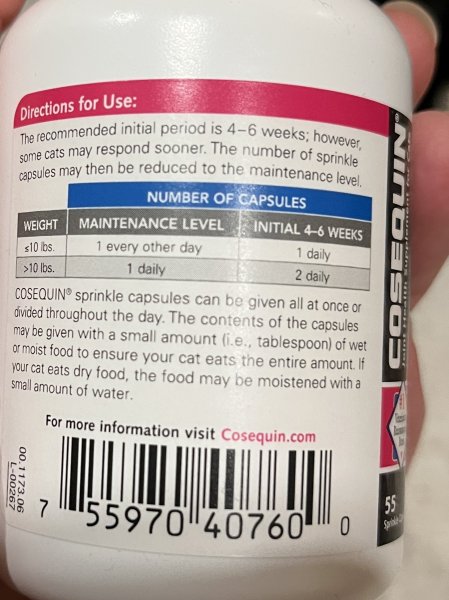 Directions for Use:
The recommended initial period is 4–6 weeks; however,
some cats may respond sooner. The number of sprinkle
capsules may then be reduced to the maintenance level.
NUMBER OF CAPSULES
WEIGHT MAINTENANCE LEVEL INITIAL 4–6 WEEKS
≤10 lbs. 1 every other day 1 daily
>10 lbs. 1 daily 2 daily
COSEQUIN® sprinkle capsules can be given all at once or
divided throughout the day. The contents of the capsules
may be given with a small amount (i.e., tablespoon) of wet
or moist food to ensure your cat eats the entire amount. If
your cat eats dry food, the food may be moistened with a
small amount of water.
For more information visit Cosequin.com
7 55970 40760 0
00.1173.06
L-00267
COSEQUIN®
Joint Health Supplement for
#1
55
Sprinkle